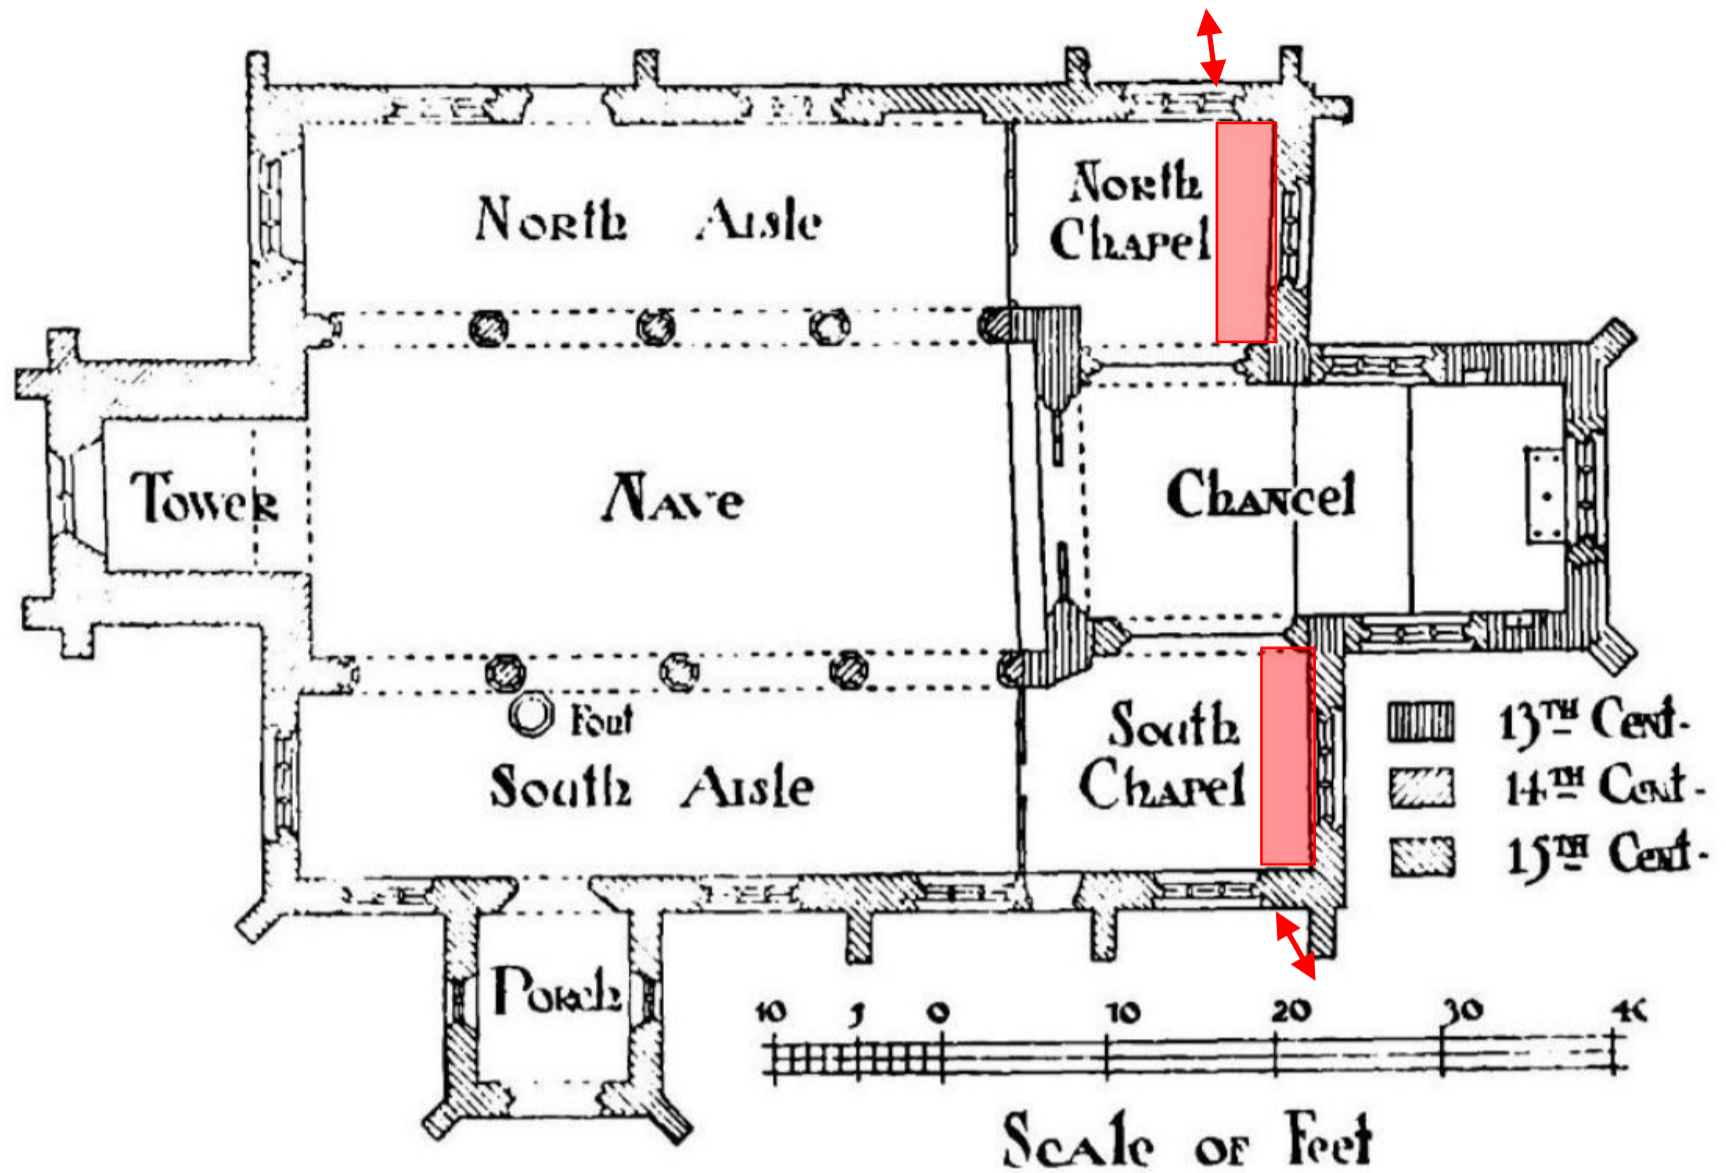 North Aisle
North
Chapel
Tower
Nave
Chancel
Font
South Aisle
South
Chapel
Porch
13TH Cent-
14TH Cent-
15TH Cent-
10 5 0 10 20 30 40
Scale of Feet